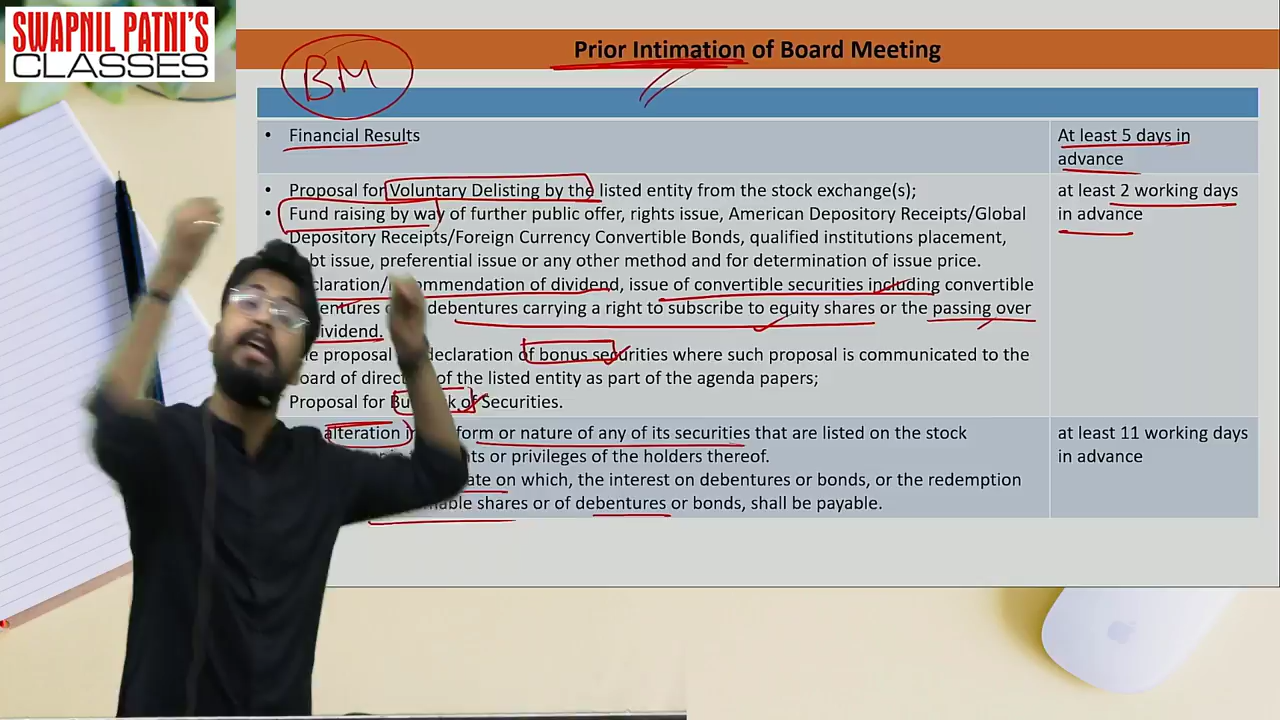 SWAPNIL PATNI'S
CLASSES
Prior Intimation of Board Meeting
BM
• Financial Results
At least 5 days in
advance
• Proposal for Voluntary Delisting by the listed entity from the stock exchange(s);
at least 2 working days
in advance
• Fund raising by way of further public offer, rights issue, American Depository Receipts/Global
Depository Receipts/Foreign Currency Convertible Bonds, qualified institutions placement,
issue, preferential issue or any other method and for determination of issue price.
of dividend, issue of convertible securities including convertible
debentures carrying a right to subscribe to equity shares or the passing over
dividend.
proposal declaration of bonus securities where such proposal is communicated to the
of the listed entity as part of the agenda papers;
Proposal for of Securities.
alteration form or nature of any of its securities that are listed on the stock
or privileges of the holders thereof.
at least 11 working days
in advance
on which, the interest on debentures or bonds, or the redemption
shares or of debentures or bonds, shall be payable.